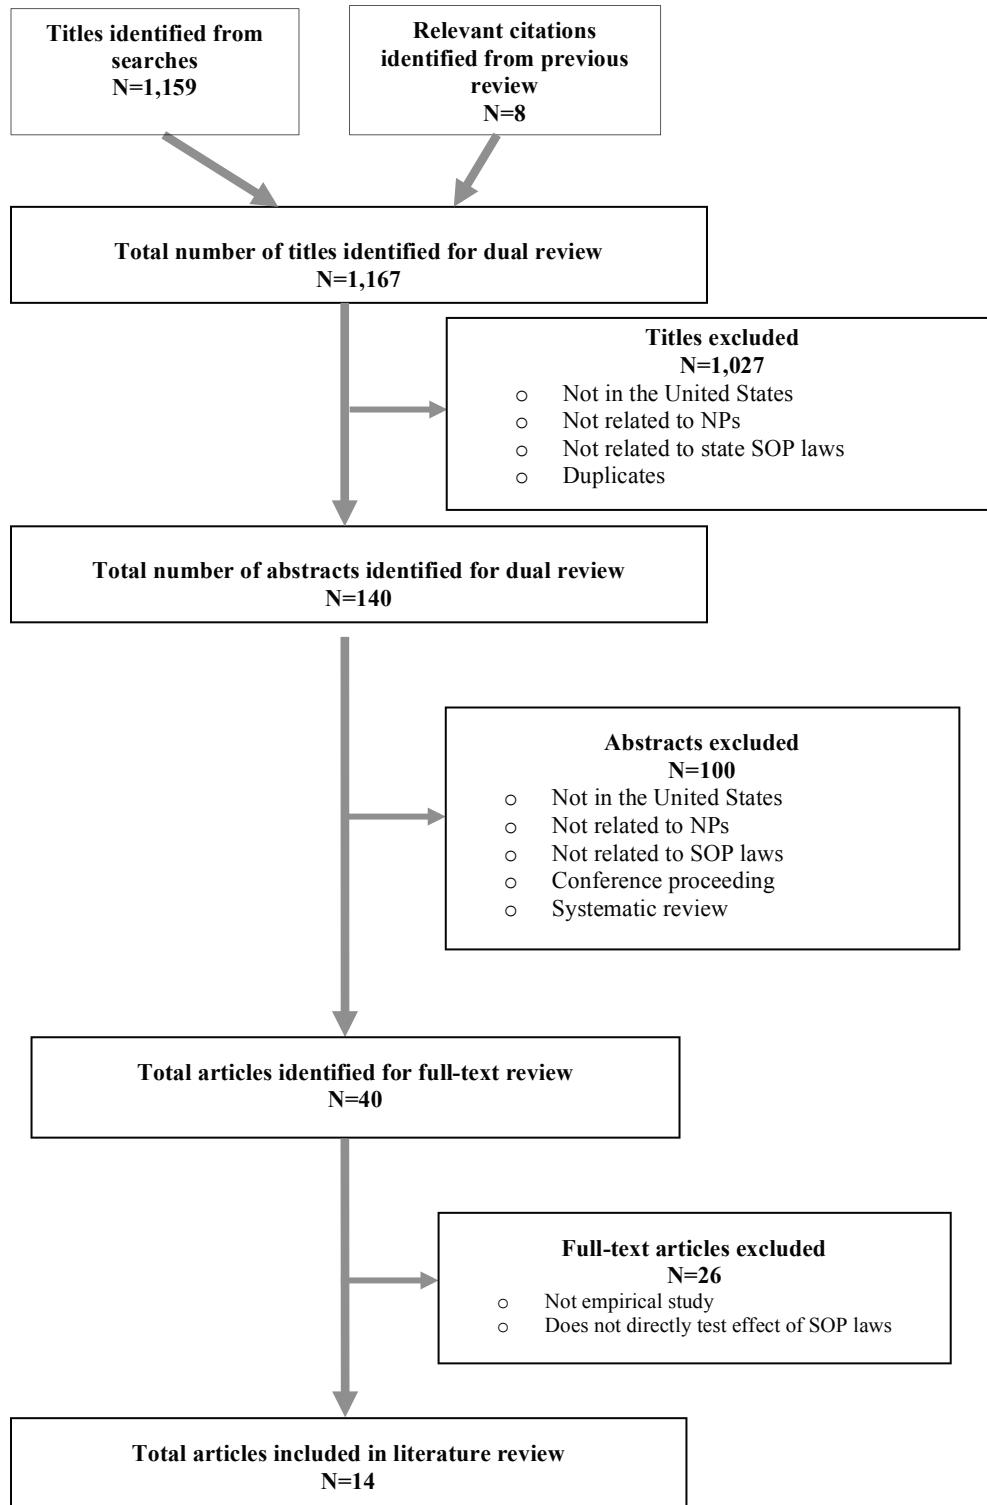 Titles identified from
searches
N=1,159
Relevant citations
identified from previous
review
N=8
Total number of titles identified for dual review
N=1,167
Titles excluded
N=1,027
o Not in the United States
o Not related to NPs
o Not related to state SOP laws
o Duplicates
Total number of abstracts identified for dual review
N=140
Abstracts excluded
N=100
o Not in the United States
o Not related to NPs
o Not related to SOP laws
o Conference proceeding
o Systematic review
Total articles identified for full-text review
N=40
Full-text articles excluded
N=26
o Not empirical study
o Does not directly test effect of SOP laws
Total articles included in literature review
N=14